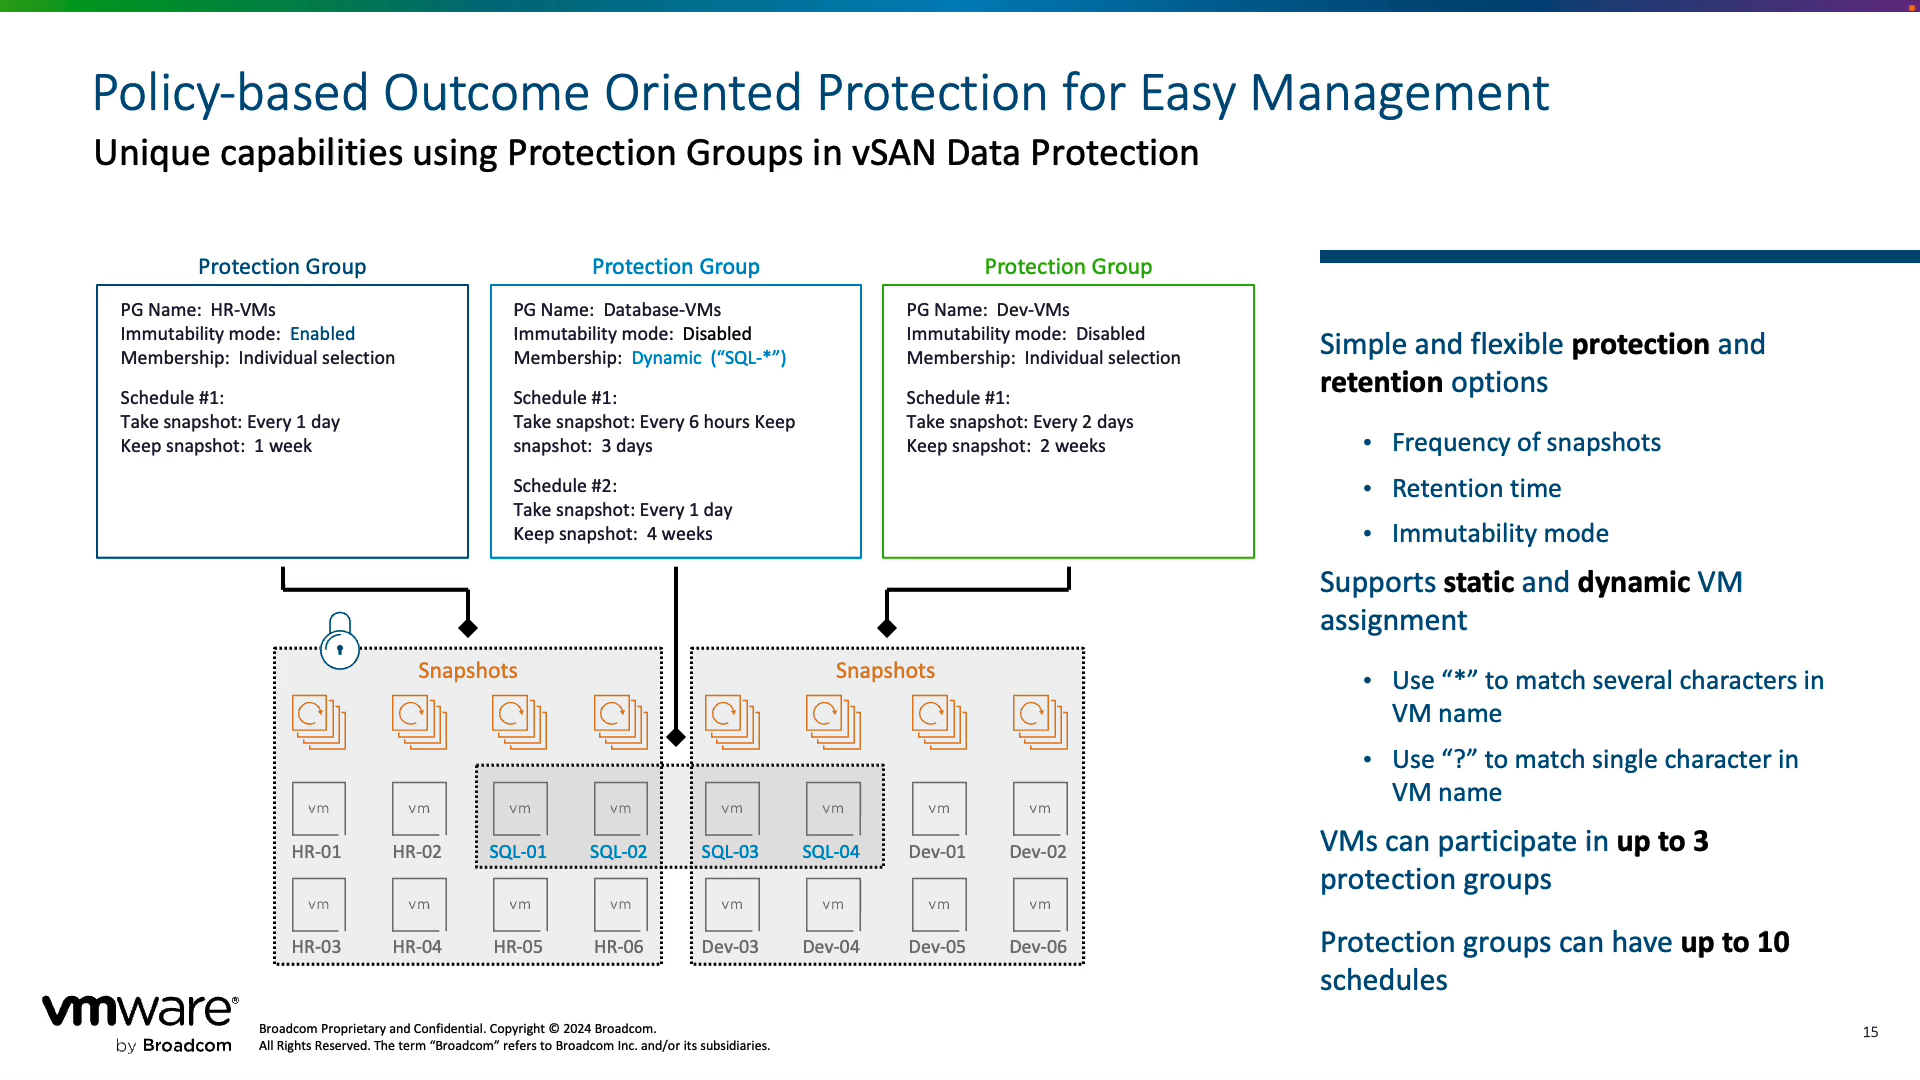 Policy-based Outcome Oriented Protection for Easy Management
Unique capabilities using Protection Groups in vSAN Data Protection
Protection Group
PG Name: HR-VMs
Immutability mode: Enabled
Membership: Individual selection
Schedule #1:
Take snapshot: Every 1 day
Keep snapshot: 1 week
Protection Group
PG Name: Database-VMs
Immutability mode: Disabled
Membership: Dynamic (“SQL-*”)
Schedule #1:
Take snapshot: Every 6 hours Keep
snapshot: 3 days
Schedule #2:
Take snapshot: Every 1 day
Keep snapshot: 4 weeks
Protection Group
PG Name: Dev-VMs
Immutability mode: Disabled
Membership: Individual selection
Schedule #1:
Take snapshot: Every 2 days
Keep snapshot: 2 weeks
Snapshots
Snapshots
vm vm vm vm vm vm vm vm
HR-01 HR-02 SQL-01 SQL-02 SQL-03 SQL-04 Dev-01 Dev-02
vm vm vm vm vm vm vm vm
HR-03 HR-04 HR-05 HR-06 Dev-03 Dev-04 Dev-05 Dev-06
Simple and flexible protection and
retention options
• Frequency of snapshots
• Retention time
• Immutability mode
Supports static and dynamic VM
assignment
• Use “*” to match several characters in
VM name
• Use “?” to match single character in
VM name
VMs can participate in up to 3
protection groups
Protection groups can have up to 10
schedules
vmware®
by Broadcom
Broadcom Proprietary and Confidential. Copyright © 2024 Broadcom.
All Rights Reserved. The term “Broadcom” refers to Broadcom Inc. and/or its subsidiaries.
15